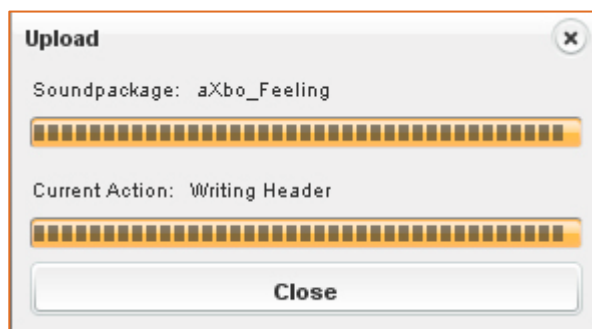 Upload
Soundpackage: aXbo_Feeling
Current Action: Writing Header
Close